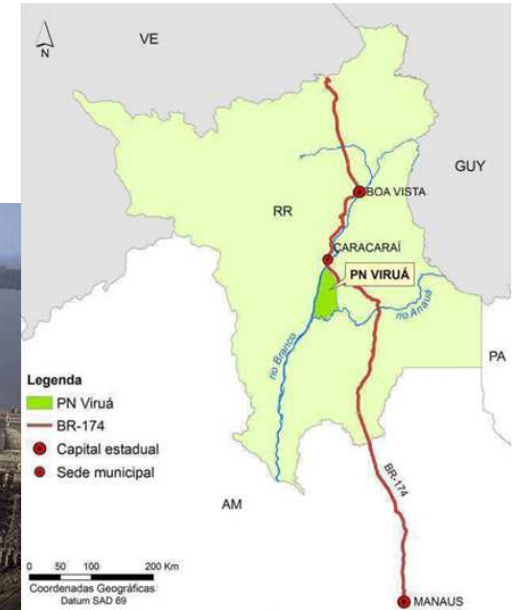 N
VE
GUY
BOA VISTA
RR
CARACARAÍ
PN VIRUÁ
rio Anauá
rio Branco
PA
Legenda
PN Viruá
BR-174
Capital estadual
Sede municipal
AM
BR-174
0 50 100 200 Km
Coordenadas Geográficas
Datum SAD 69
MANAUS